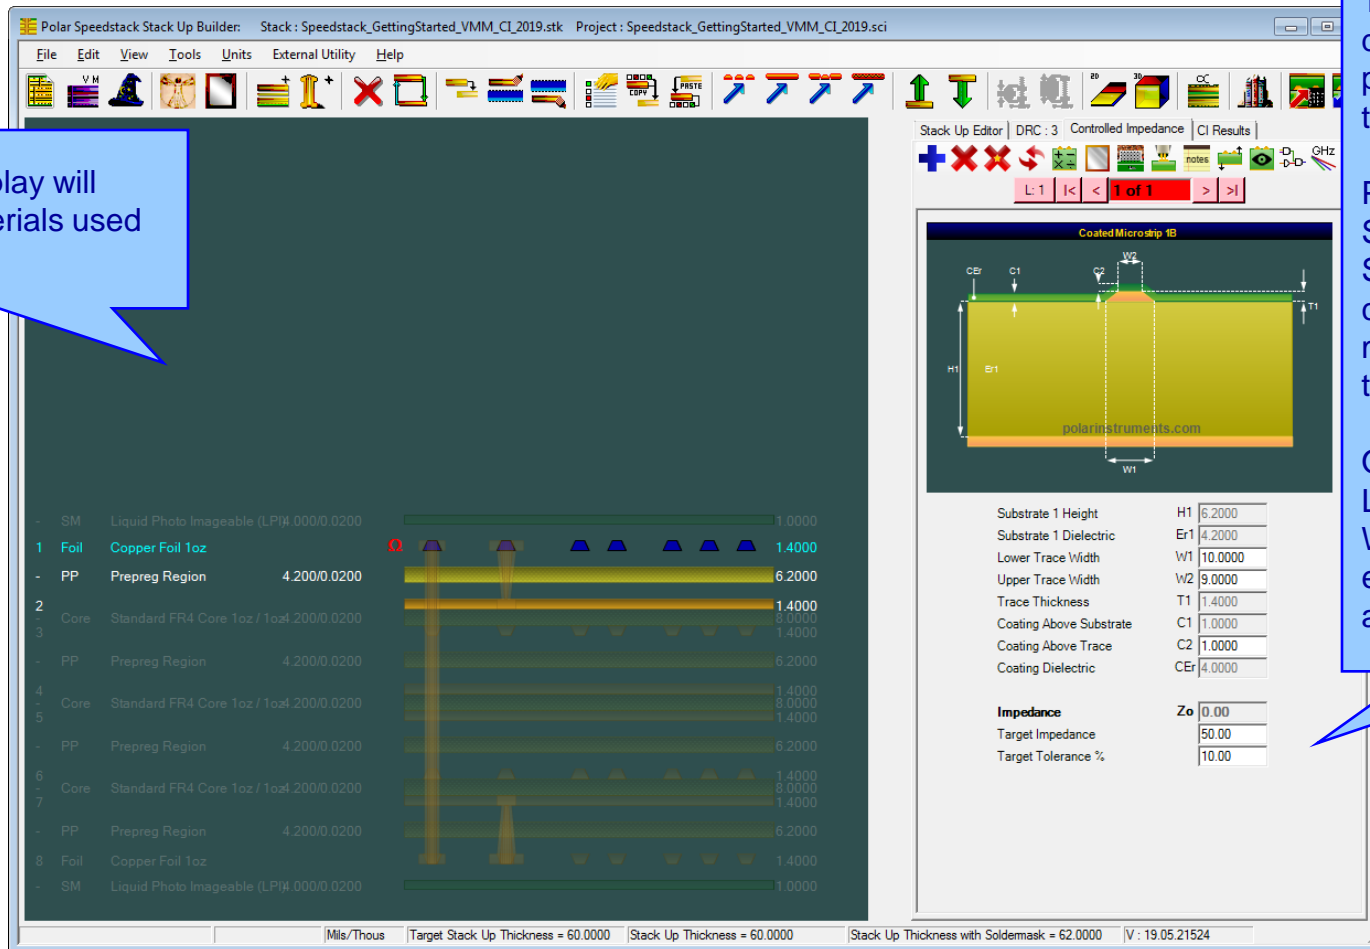 Polar Speedstack Stack Up Builder: Stack : Speedstack_GettingStarted_VMM_CI_2019.stk Project : Speedstack_GettingStarted_VMM_CI_2019.sci
File Edit View Tools Units External Utility Help
V M
COPY
PASTE
2D
3D
CC
play will
erials used
Stack Up Editor DRC : 3 Controlled Impedance CI Results
notes
GHz
L: 1 |< < 1 of 1 > >|
Coated Microstrip 1B
W2
CEr C1 C2
T1
H1 Er1
polarinstruments.com
W1
- SM Liquid Photo Imageable (LPI) 4.000/0.0200 1.0000
1 Foil Copper Foil 1oz Ω 1.4000
- PP Prepreg Region 4.200/0.0200 6.2000
2 1.4000
- Core Standard FR4 Core 1oz / 1oz 4.200/0.0200 8.0000
3 1.4000
- PP Prepreg Region 4.200/0.0200 6.2000
4 1.4000
- Core Standard FR4 Core 1oz / 1oz 4.200/0.0200 8.0000
5 1.4000
- PP Prepreg Region 4.200/0.0200 6.2000
6 1.4000
- Core Standard FR4 Core 1oz / 1oz 4.200/0.0200 8.0000
7 1.4000
- PP Prepreg Region 4.200/0.0200 6.2000
8 Foil Copper Foil 1oz 1.4000
- SM Liquid Photo Imageable (LPI) 4.000/0.0200 1.0000
Substrate 1 Height H1 6.2000
Substrate 1 Dielectric Er1 4.2000
Lower Trace Width W1 10.0000
Upper Trace Width W2 9.0000
Trace Thickness T1 1.4000
Coating Above Substrate C1 1.0000
Coating Above Trace C2 1.0000
Coating Dielectric CEr 4.0000
Impedance Zo 0.00
Target Impedance 50.00
Target Tolerance % 10.00
Mils/Thous Target Stack Up Thickness = 60.0000 Stack Up Thickness = 60.0000 Stack Up Thickness with Soldermask = 62.0000 V : 19.05.21524